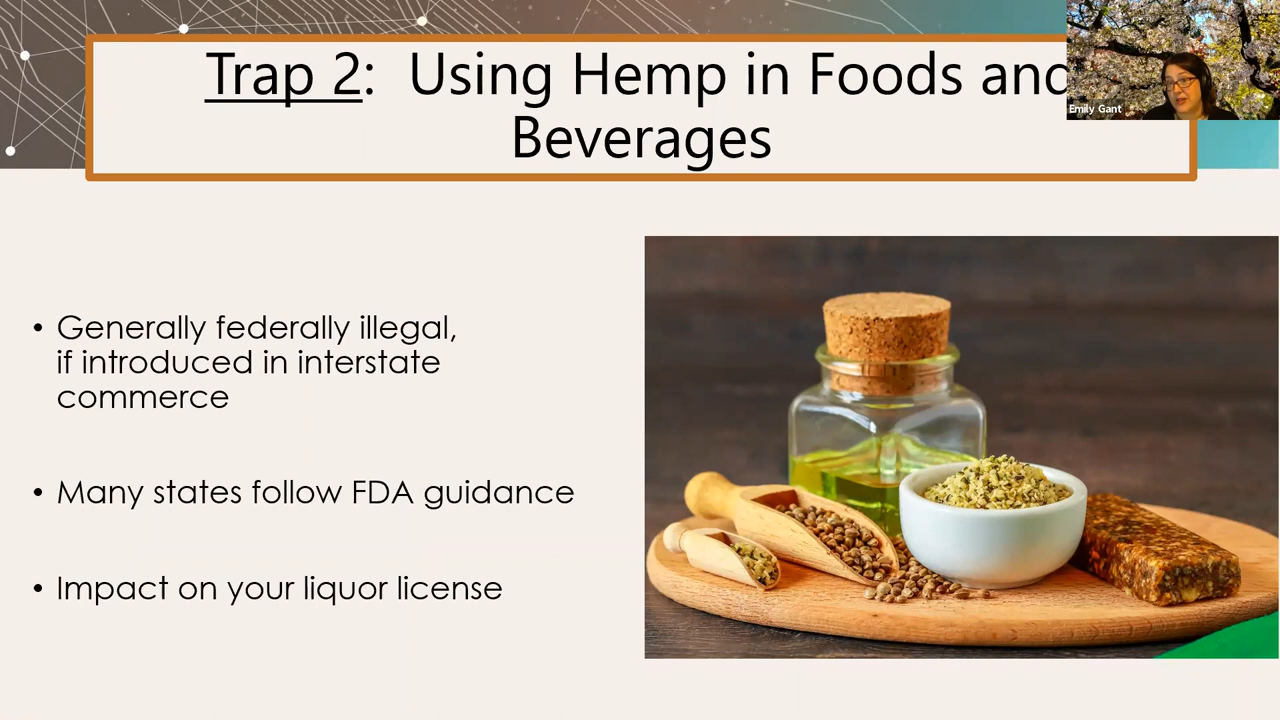 Trap 2: Using Hemp in Foods and
Beverages
Emily Gant
• Generally federally illegal,
if introduced in interstate
commerce
• Many states follow FDA guidance
• Impact on your liquor license